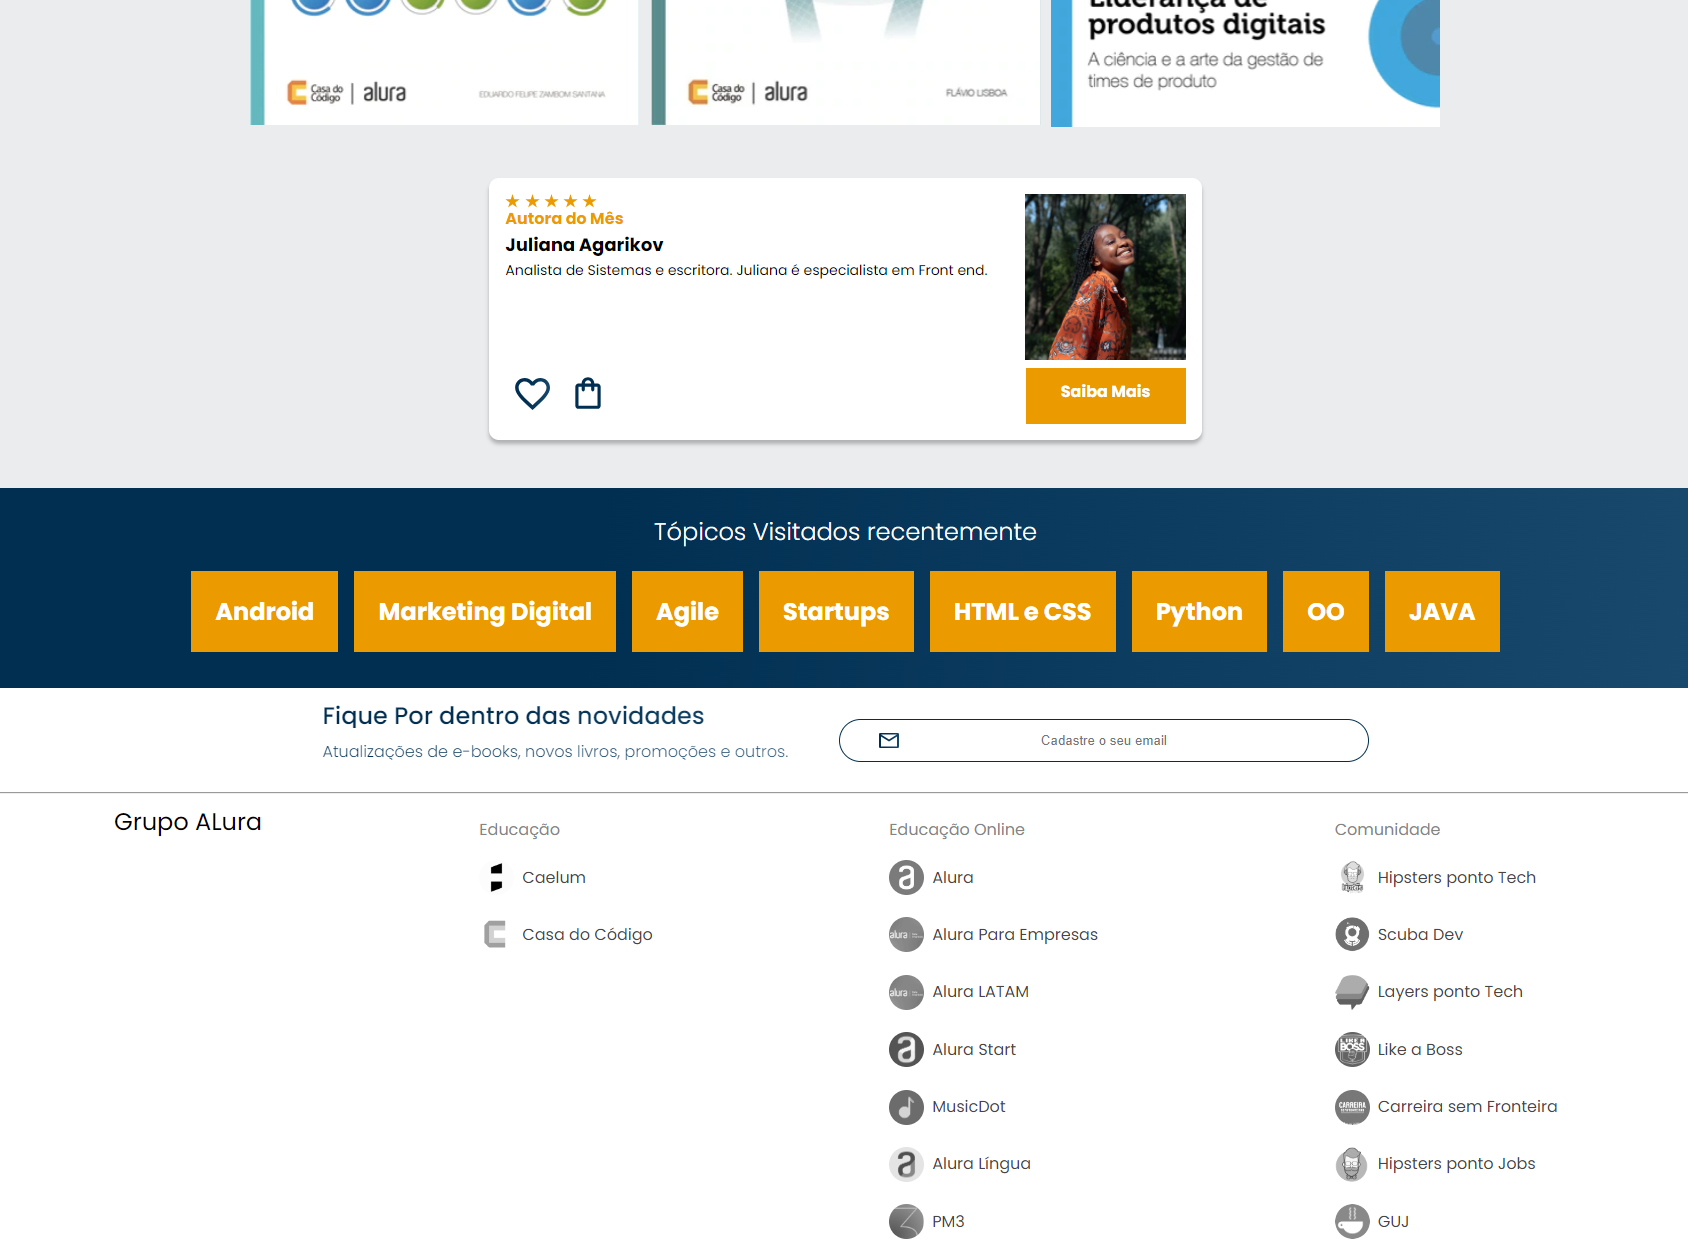 Liderança de
produtos digitais
A ciência e a arte da gestão de
times de produto
Casa do Código | alura
EDUARDO FELIPE ZAMBOM SANTANA
Casa do Código | alura
FLÁVIO LISBOA
★ ★ ★ ★ ★
Autora do Mês
Juliana Agarikov
Analista de Sistemas e escritora. Juliana é especialista em Front end.
Saiba Mais
Tópicos Visitados recentemente
Android
Marketing Digital
Agile
Startups
HTML e CSS
Python
OO
JAVA
Fique Por dentro das novidades
Atualizações de e-books, novos livros, promoções e outros.
Cadastre o seu email
Grupo ALura
Educação
Caelum
Casa do Código
Educação Online
Alura
Alura Para Empresas
Alura LATAM
Alura Start
MusicDot
Alura Língua
PM3
Comunidade
Hipsters ponto Tech
Scuba Dev
Layers ponto Tech
Like a Boss
Carreira sem Fronteira
Hipsters ponto Jobs
GUJ